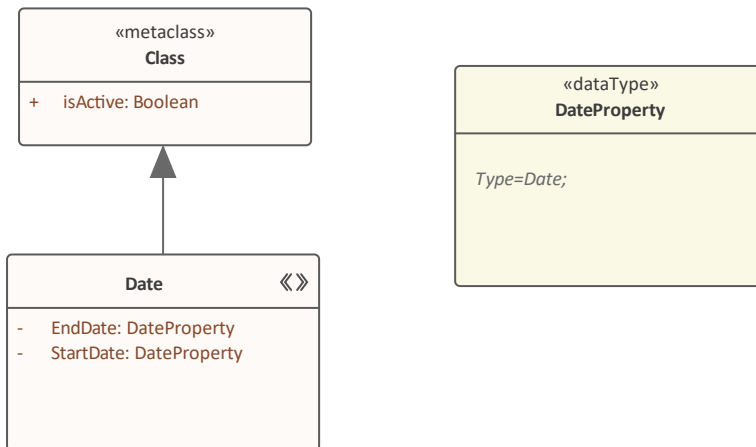 «metaclass»
Class
+ isActive: Boolean
«dataType»
DateProperty
Type=Date;
Date «»
- EndDate: DateProperty
- StartDate: DateProperty